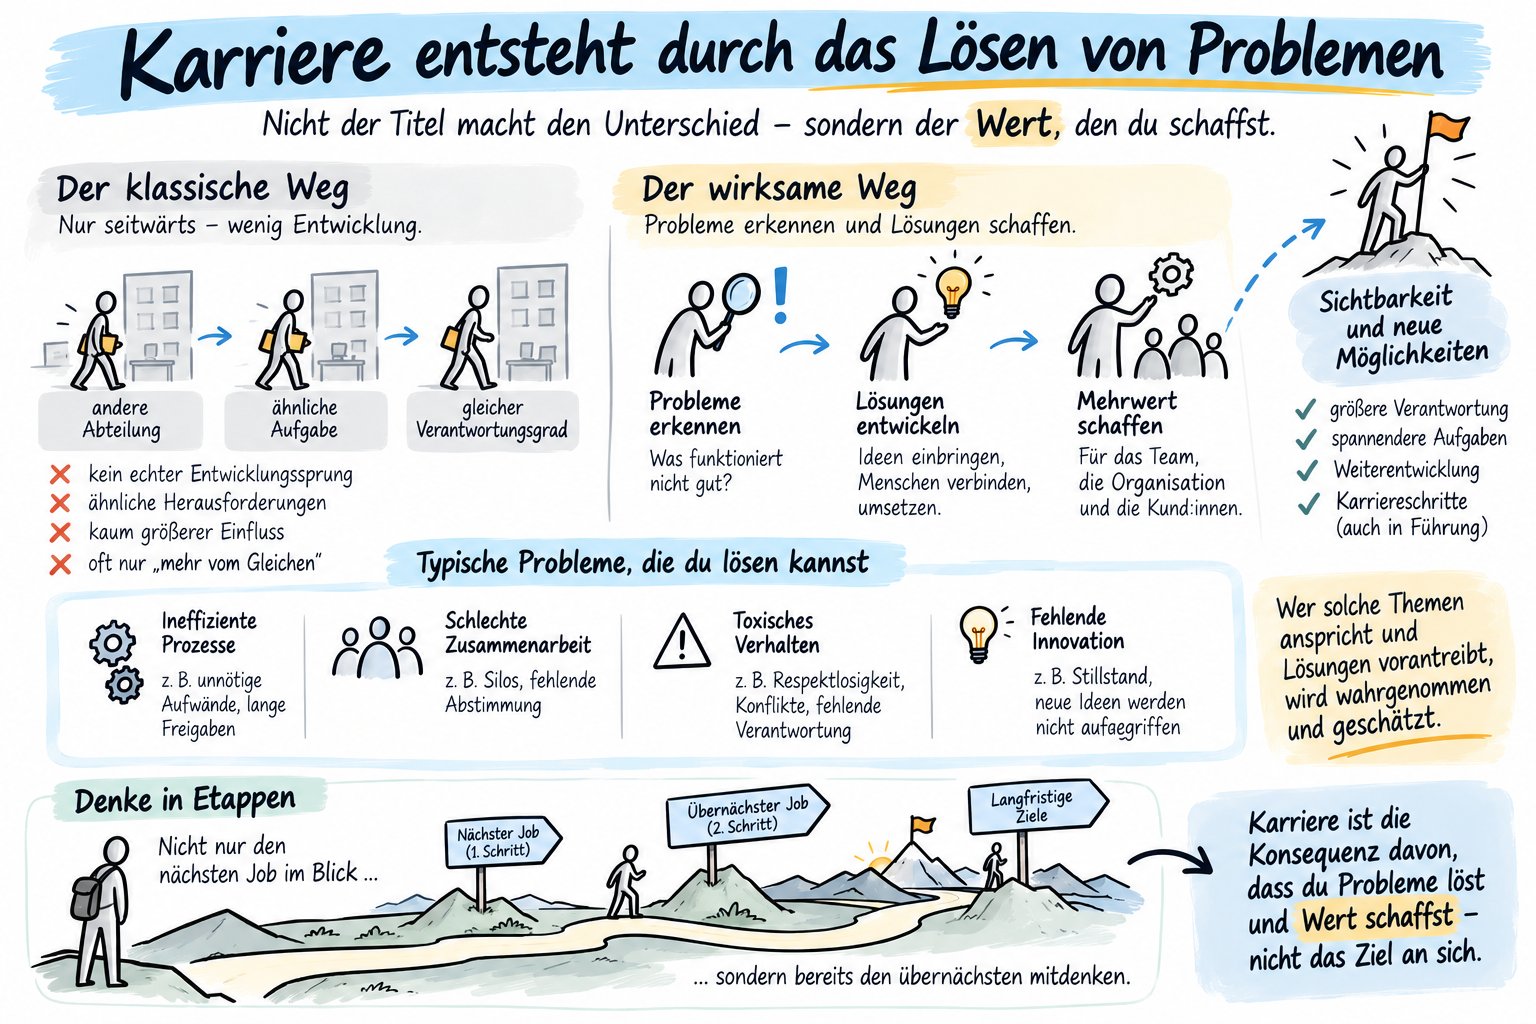 Karriere entsteht durch das Lösen von Problemen
Nicht der Titel macht den Unterschied – sondern der Wert, den du schaffst.
Der klassische Weg
Nur seitwärts – wenig Entwicklung.
andere
Abteilung
ähnliche
Aufgabe
gleicher
Verantwortungsgrad
kein echter Entwicklungssprung
ähnliche Herausforderungen
kaum größerer Einfluss
oft nur „mehr vom Gleichen“
Der wirksame Weg
Probleme erkennen und Lösungen schaffen.
!
Probleme
erkennen
Was funktioniert
nicht gut?
Lösungen
entwickeln
Ideen einbringen,
Menschen verbinden,
umsetzen.
Mehrwert
schaffen
Für das Team,
die Organisation
und die Kund:innen.
Sichtbarkeit
und neue
Möglichkeiten
größere Verantwortung
spannendere Aufgaben
Weiterentwicklung
Karriereschritte
(auch in Führung)
Typische Probleme, die du lösen kannst
Ineffiziente
Prozesse
z. B. unnötige
Aufwände, lange
Freigaben
Schlechte
Zusammenarbeit
z. B. Silos, fehlende
Abstimmung
!
Toxisches
Verhalten
z. B. Respektlosigkeit,
Konflikte, fehlende
Verantwortung
Fehlende
Innovation
z. B. Stillstand,
neue Ideen werden
nicht aufgegriffen
Wer solche Themen
anspricht und
Lösungen vorantreibt,
wird wahrgenommen
und geschätzt.
Denke in Etappen
Nicht nur den
nächsten Job im Blick ...
Nächster Job
(1. Schritt)
Übernächster Job
(2. Schritt)
Langfristige
Ziele
... sondern bereits den übernächsten mitdenken.
Karriere ist die
Konsequenz davon,
dass du Probleme löst
und Wert schaffst –
nicht das Ziel an sich.